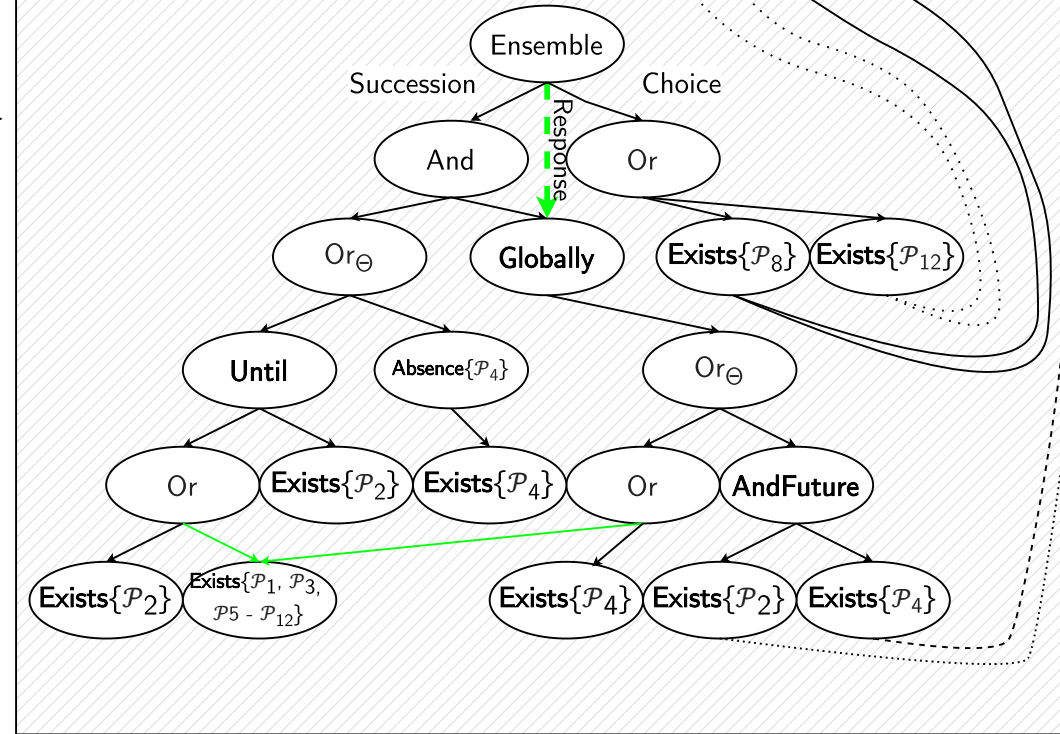 Ensemble
Succession
Choice
Response
And
Or
Or⊖
Globally
Exists{𝒫8}
Exists{𝒫12}
Until
Absence{𝒫4}
Or⊖
Or
Exists{𝒫2}
Exists{𝒫4}
Or
AndFuture
Exists{𝒫2}
Exists{𝒫1, 𝒫3,
𝒫5 - 𝒫12}
Exists{𝒫4}
Exists{𝒫2}
Exists{𝒫4}